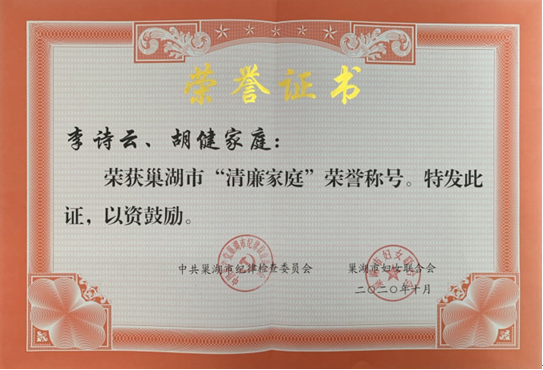 荣誉证书
李诗云、胡健家庭：
荣获巢湖市“清廉家庭”荣誉称号。特发此
证，以资鼓励。
中共巢湖市纪律检查委员会 巢湖市妇女联合会
二〇二〇年十月